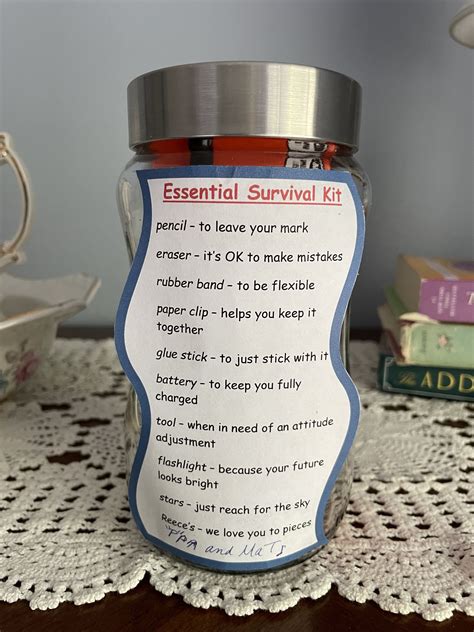 Essential Survival Kit
pencil – to leave your mark
eraser – it's OK to make mistakes
rubber band – to be flexible
paper clip – helps you keep it
together
glue stick – to just stick with it
battery – to keep you fully
charged
tool – when in need of an attitude
adjustment
flashlight – because your future
looks bright
stars – just reach for the sky
Reece's – we love you to pieces
and
The ADD